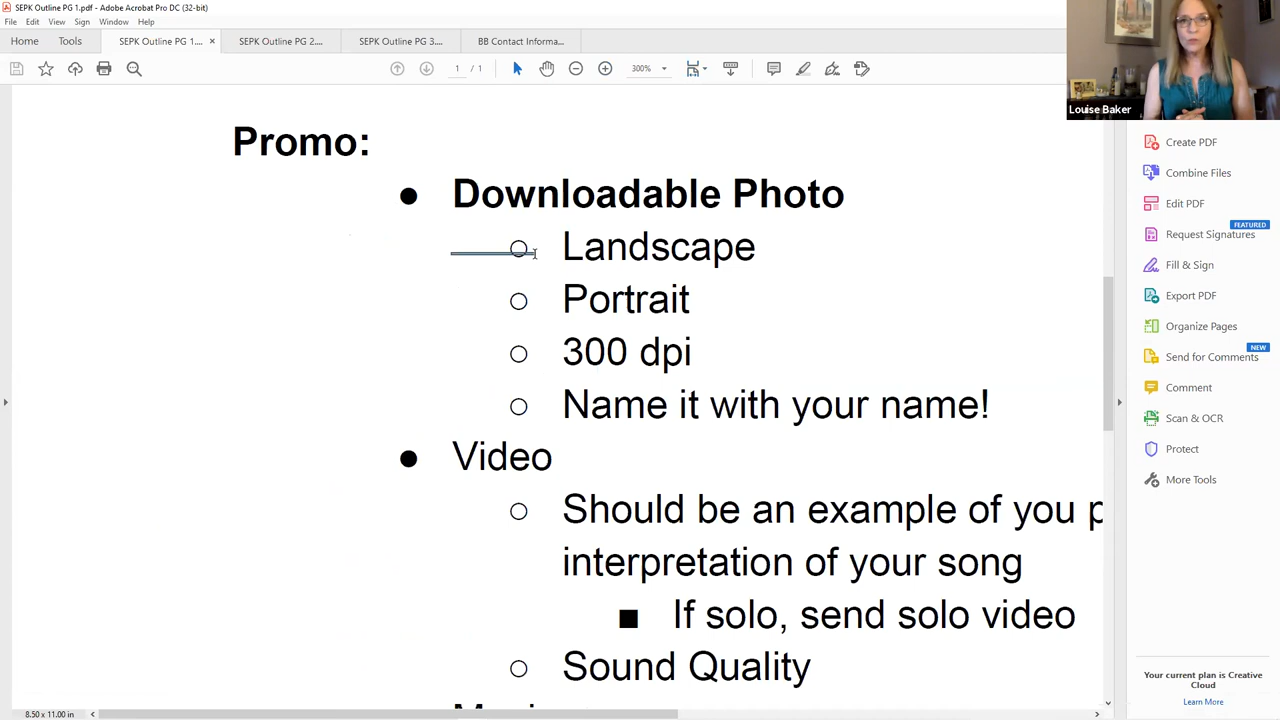 SEPK Outline PG 1.pdf - Adobe Acrobat Pro DC (32-bit)
File Edit View Sign Window Help
Home Tools SEPK Outline PG 1.... × SEPK Outline PG 2.... SEPK Outline PG 3.... Contact Informa...
1 / 1 300%
Louise Baker
Promo:
● Downloadable Photo
○ Landscape
○ Portrait
○ 300 dpi
○ Name it with your name!
● Video
○ Should be an example of you p
interpretation of your song
■ If solo, send solo video
○ Sound Quality
Create PDF
Combine Files
Edit PDF
FEATURED
Request Signatures
Fill & Sign
Export PDF
Organize Pages
NEW
Send for Comments
Comment
Scan & OCR
Protect
More Tools
Your current plan is Creative
Cloud
Learn More
8.50 x 11.00 in